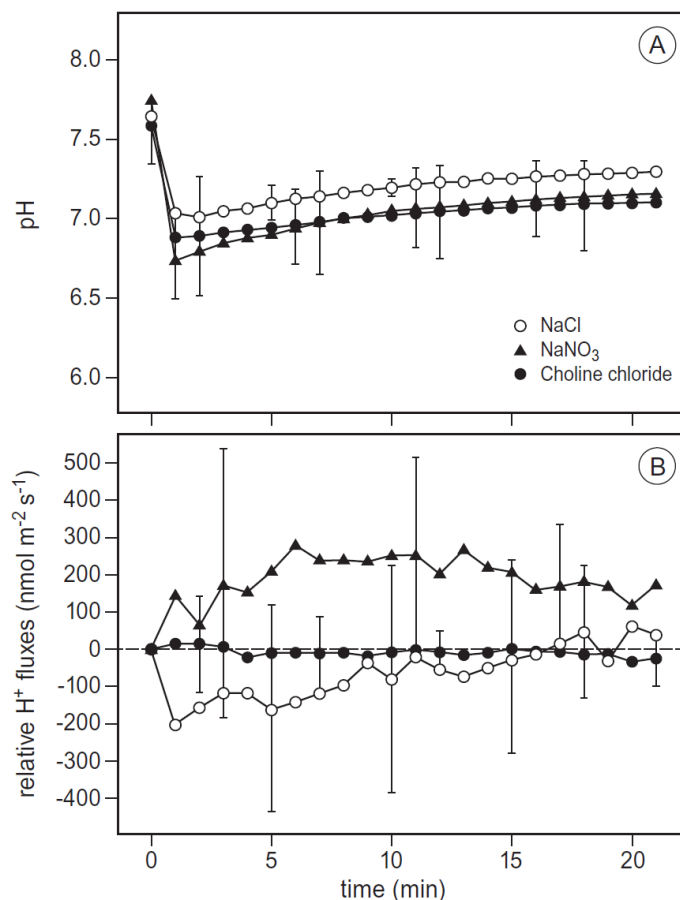 A
8.0
7.5
7.0
6.5
6.0
pH
NaCl
NaNO₃
Choline chloride
B
500
400
300
200
100
0
-100
-200
-300
-400
relative H⁺ fluxes (nmol m⁻² s⁻¹)
0 5 10 15 20
time (min)